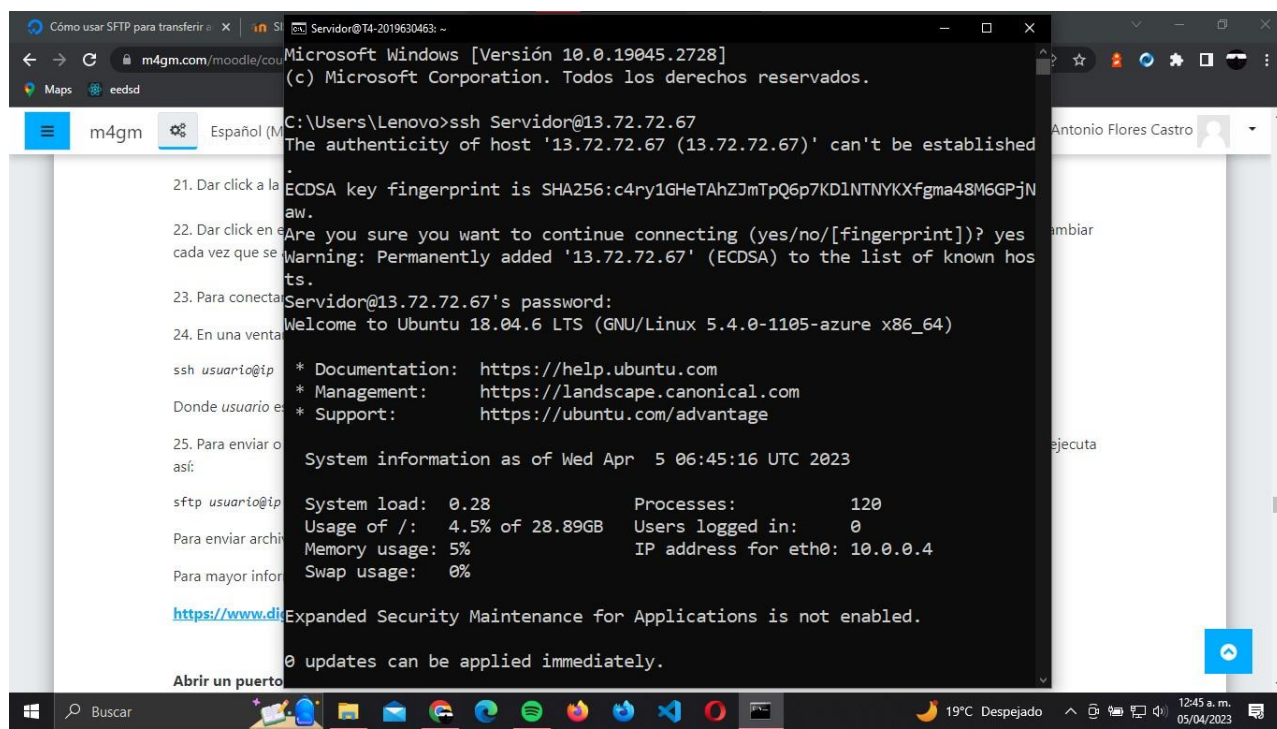 Cómo usar SFTP para transferir a
Servidor@T4-2019630463: ~
m4gm.com/moodle/cou
Maps
eedsd
m4gm
Español (M
Antonio Flores Castro
Microsoft Windows [Versión 10.0.19045.2728]
(c) Microsoft Corporation. Todos los derechos reservados.
C:\Users\Lenovo>ssh Servidor@13.72.72.67
The authenticity of host '13.72.72.67 (13.72.72.67)' can't be established
.
ECDSA key fingerprint is SHA256:c4ry1GHeTAhZJmTpQ6p7KDlNTNYKXfgma48M6GPjN
aw.
Are you sure you want to continue connecting (yes/no/[fingerprint])? yes
Warning: Permanently added '13.72.72.67' (ECDSA) to the list of known hos
ts.
Servidor@13.72.72.67's password:
Welcome to Ubuntu 18.04.6 LTS (GNU/Linux 5.4.0-1105-azure x86_64)
* Documentation: https://help.ubuntu.com
* Management: https://landscape.canonical.com
* Support: https://ubuntu.com/advantage
System information as of Wed Apr 5 06:45:16 UTC 2023
System load: 0.28 Processes: 120
Usage of /: 4.5% of 28.89GB Users logged in: 0
Memory usage: 5% IP address for eth0: 10.0.0.4
Swap usage: 0%
Expanded Security Maintenance for Applications is not enabled.
0 updates can be applied immediately.
21. Dar click a la
22. Dar click en e
ambiar
cada vez que se
23. Para conectar
24. En una venta
ssh usuario@ip
Donde usuario es
25. Para enviar o
ejecuta
así:
sftp usuario@ip
Para enviar archi
Para mayor infor
https://www.dig
Abrir un puerto
Buscar
19°C Despejado
12:45 a. m.
05/04/2023